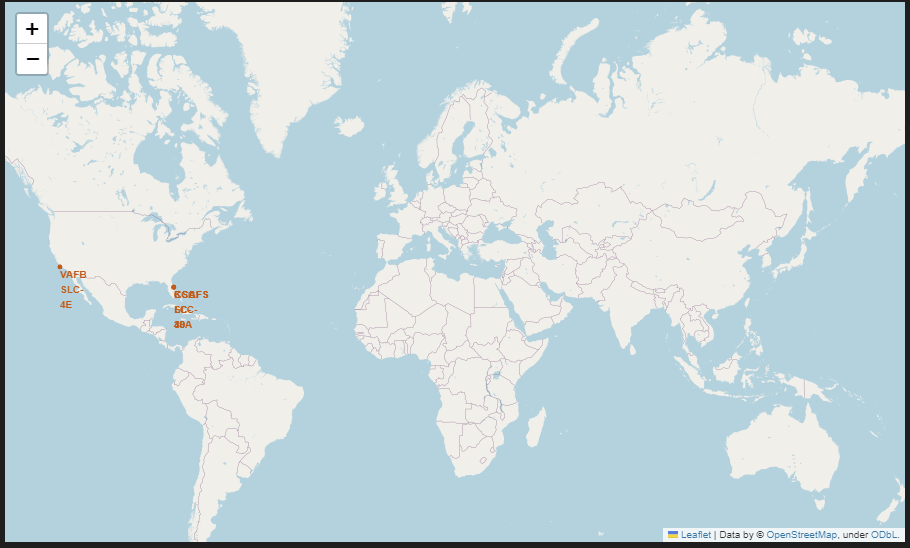 +
−
VAFB
SLC-
4E
Leaflet | Data by © OpenStreetMap, under ODbL.